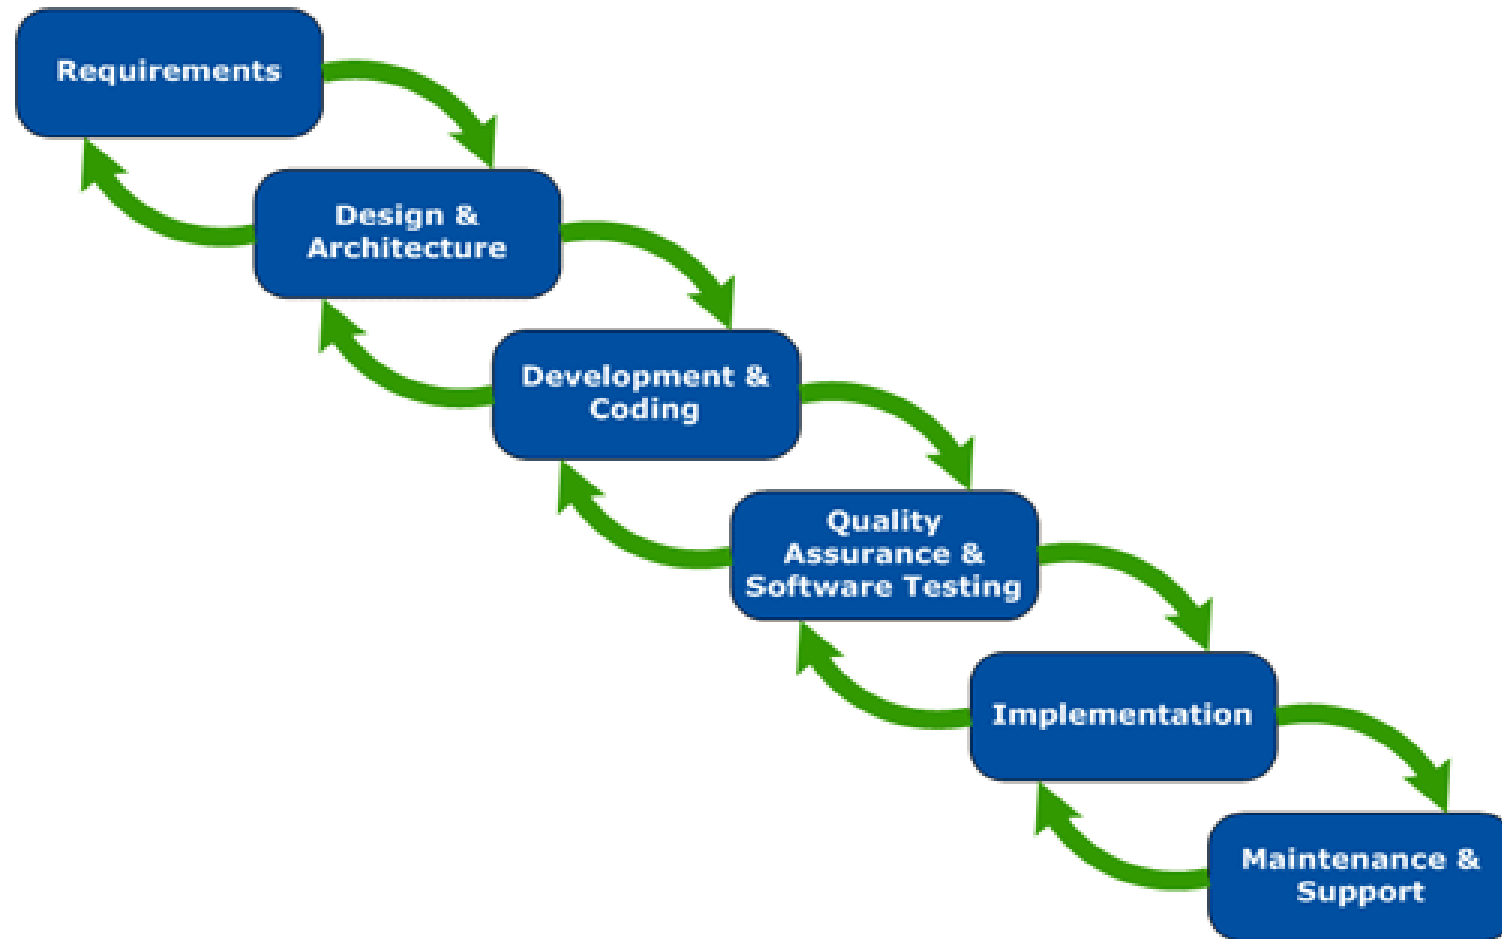 Requirements
Design &
Architecture
Development &
Coding
Quality
Assurance &
Software Testing
Implementation
Maintenance &
Support